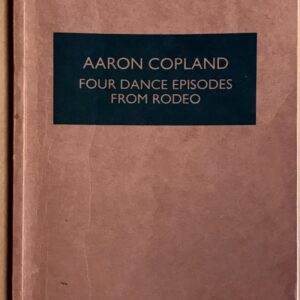 AARON COPLAND
FOUR DANCE EPISODES
FROM RODEO